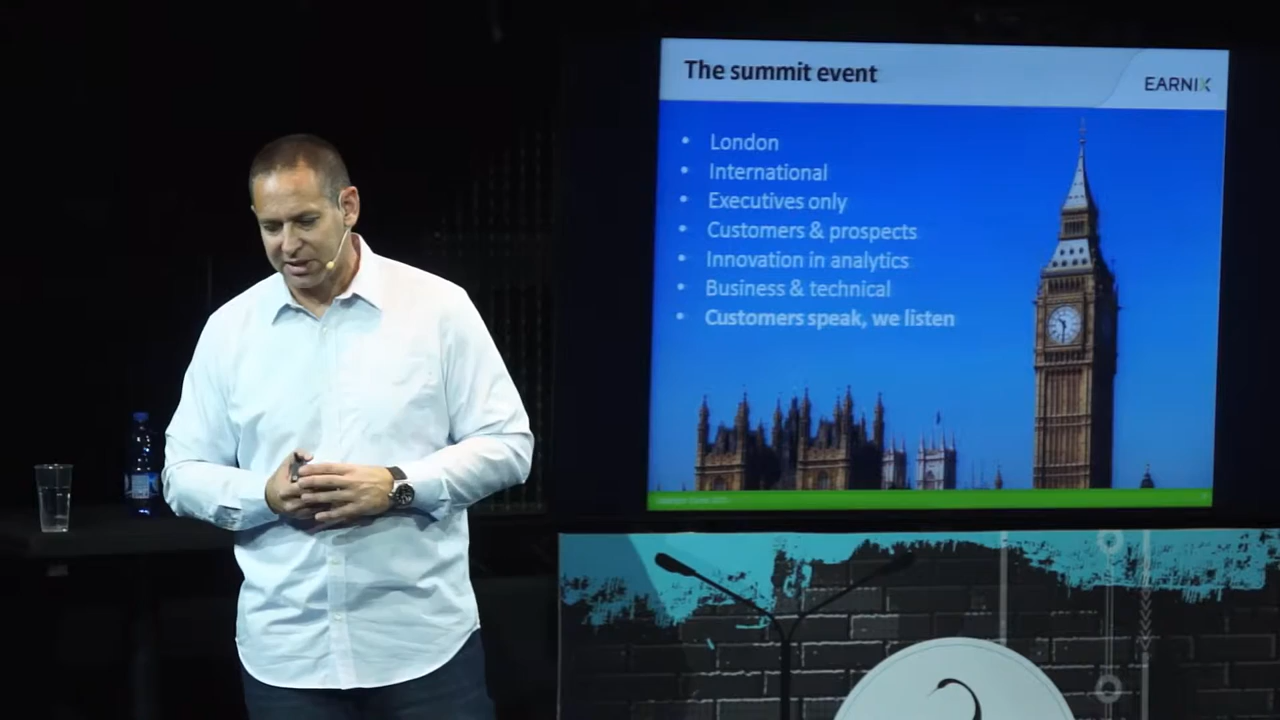 The summit event
EARNIX
• London
• International
• Executives only
• Customers & prospects
• Innovation in analytics
• Business & technical
• Customers speak, we listen